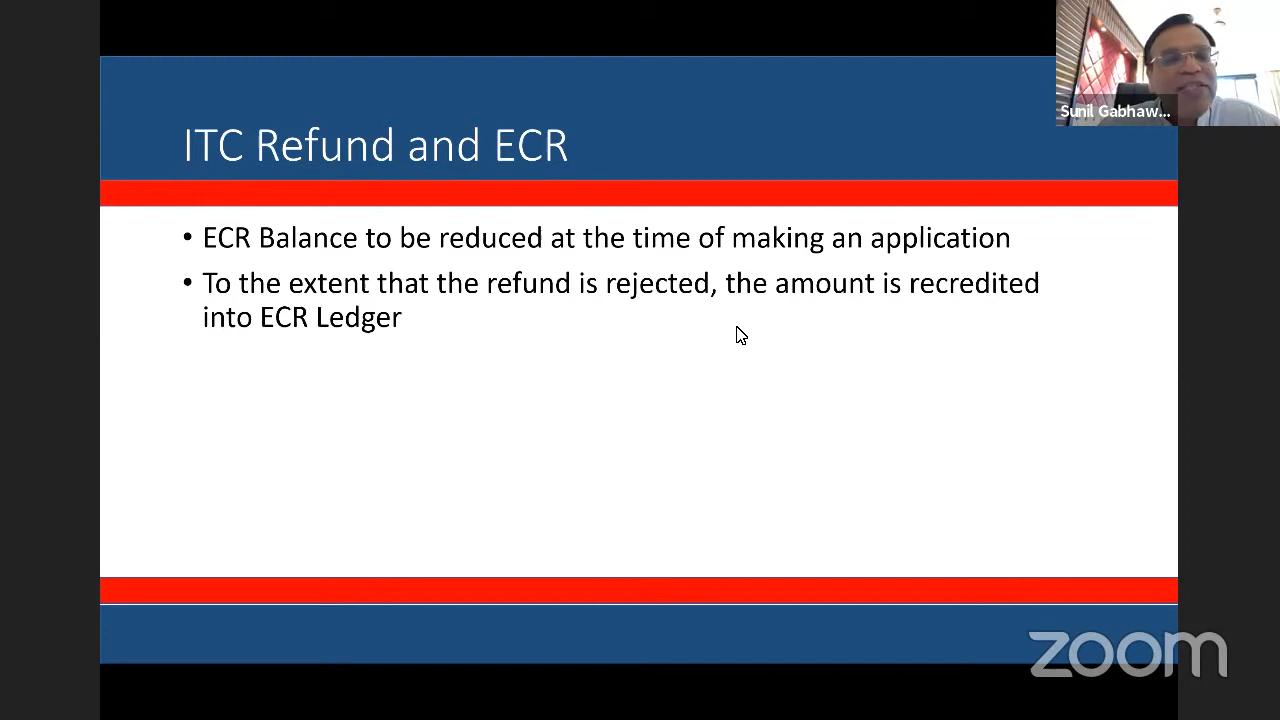 Sunil Gabhaw...
ITC Refund and ECR
• ECR Balance to be reduced at the time of making an application
• To the extent that the refund is rejected, the amount is recredited
into ECR Ledger
zoom